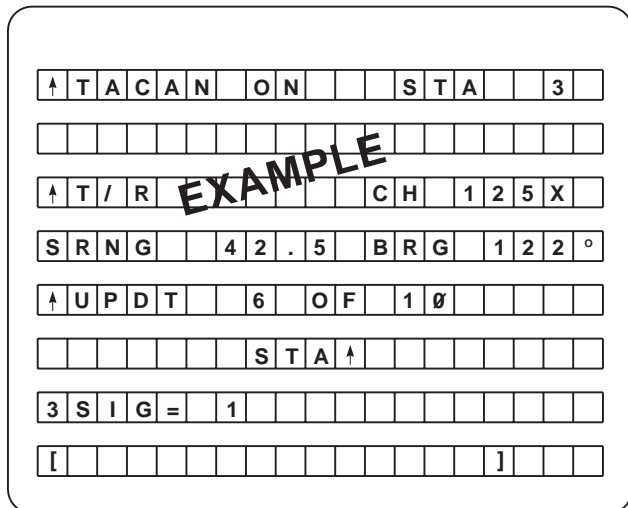 ↑TACAN ON STA 3
EXAMPLE
↑T/R CH 125X
SRNG 42.5 BRG 122°
↑UPDT 6 OF 1Ø
STA↑
3SIG= 1
[ ]